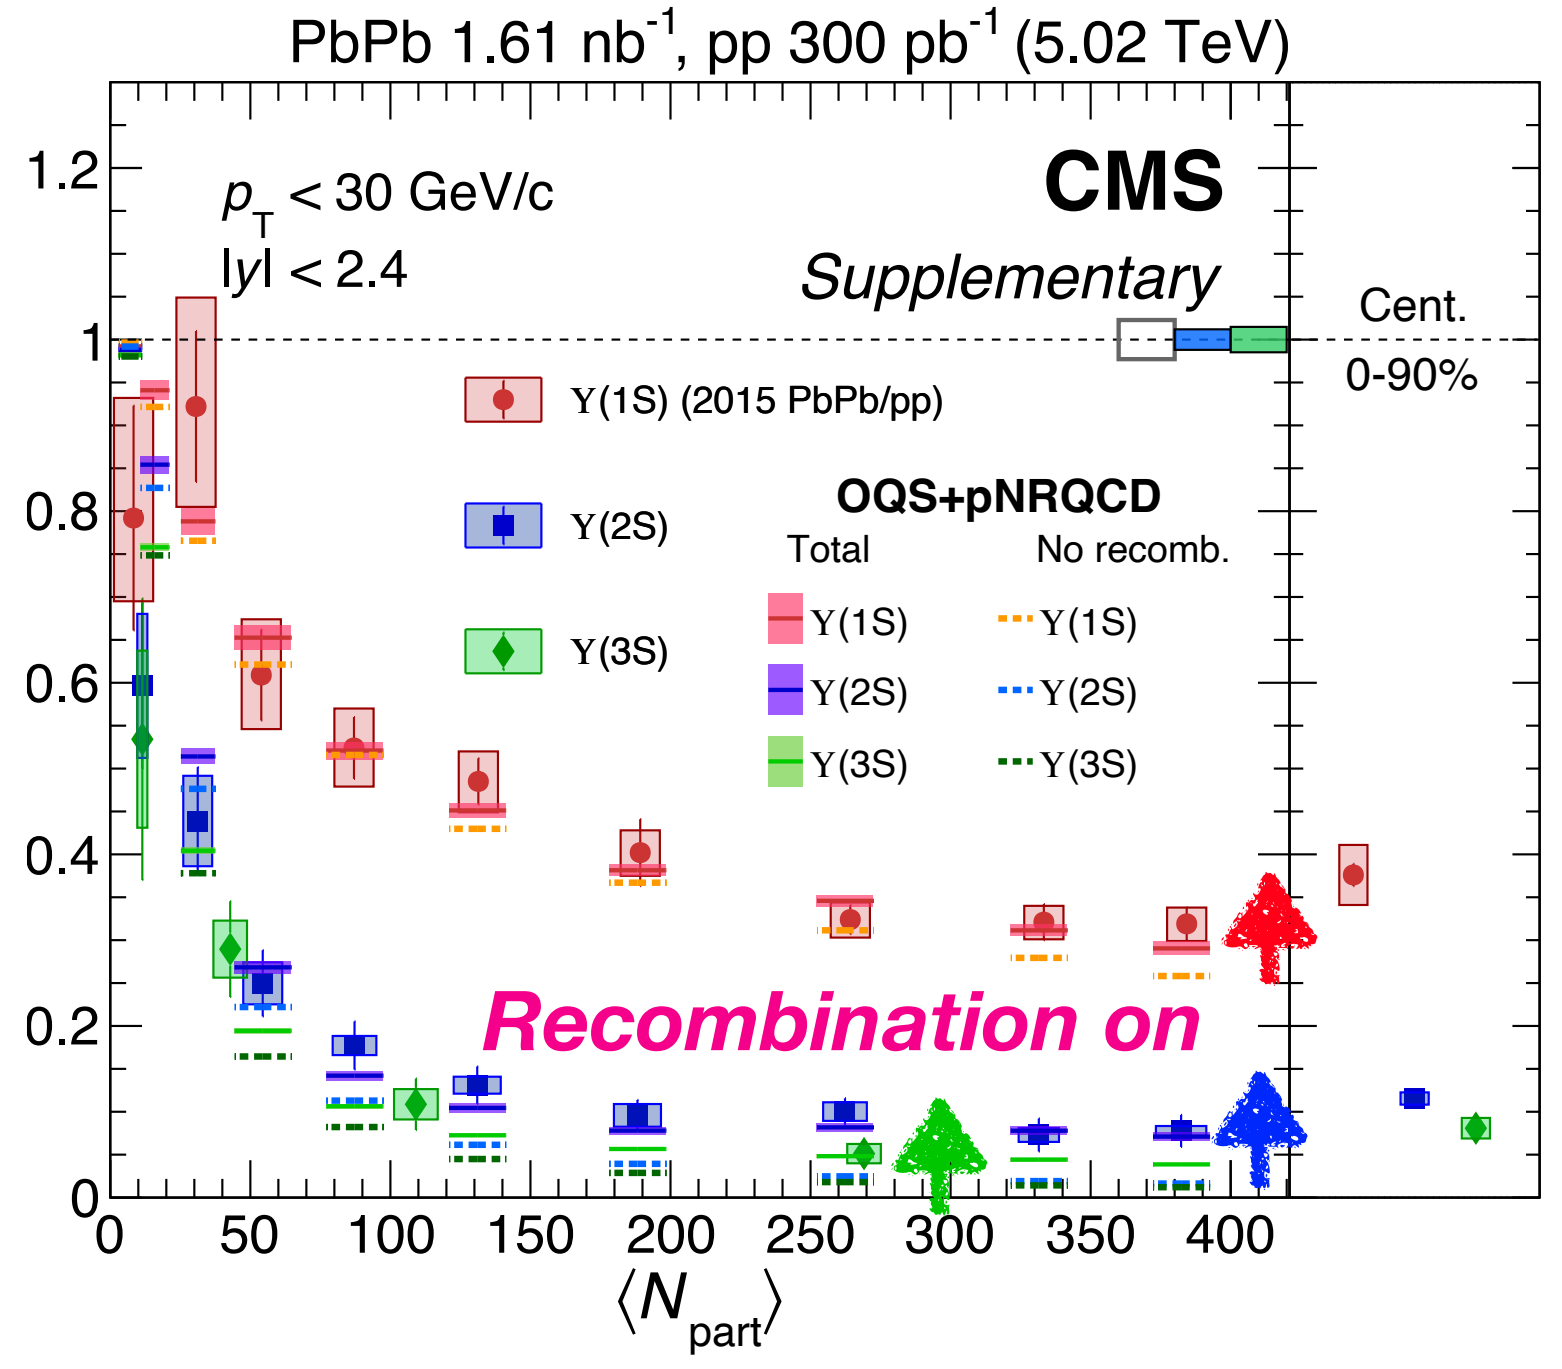 PbPb 1.61 nb⁻¹, pp 300 pb⁻¹ (5.02 TeV)
CMS
Supplementary
p_T < 30 GeV/c
|y| < 2.4
Cent.
0-90%
ϒ(1S) (2015 PbPb/pp)
ϒ(2S)
ϒ(3S)
OQS+pNRQCD
Total No recomb.
ϒ(1S) ϒ(1S)
ϒ(2S) ϒ(2S)
ϒ(3S) ϒ(3S)
Recombination on
1.2
1
0.8
0.6
0.4
0.2
0
0 50 100 150 200 250 300 350 400
⟨N_part⟩